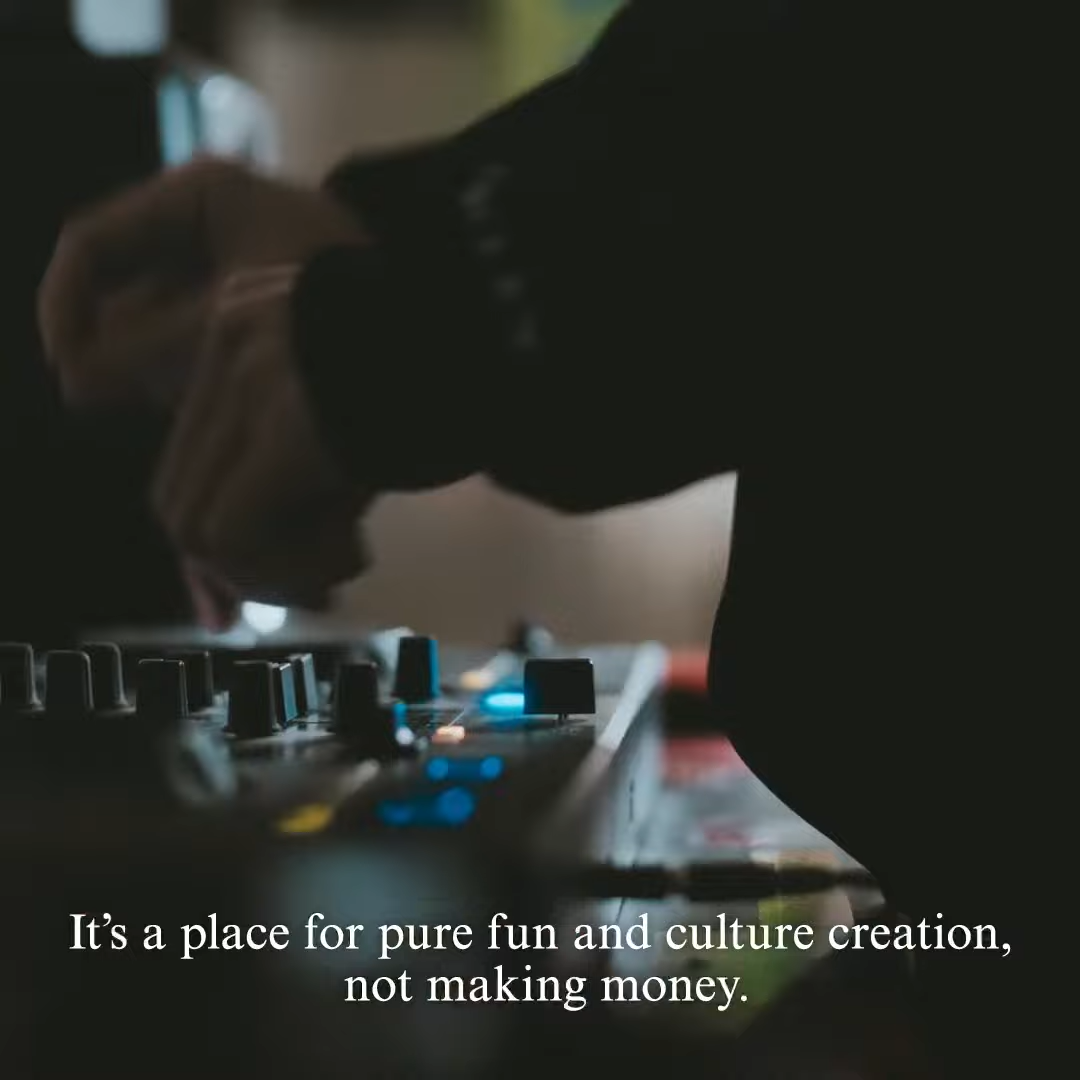 It’s a place for pure fun and culture creation,
not making money.